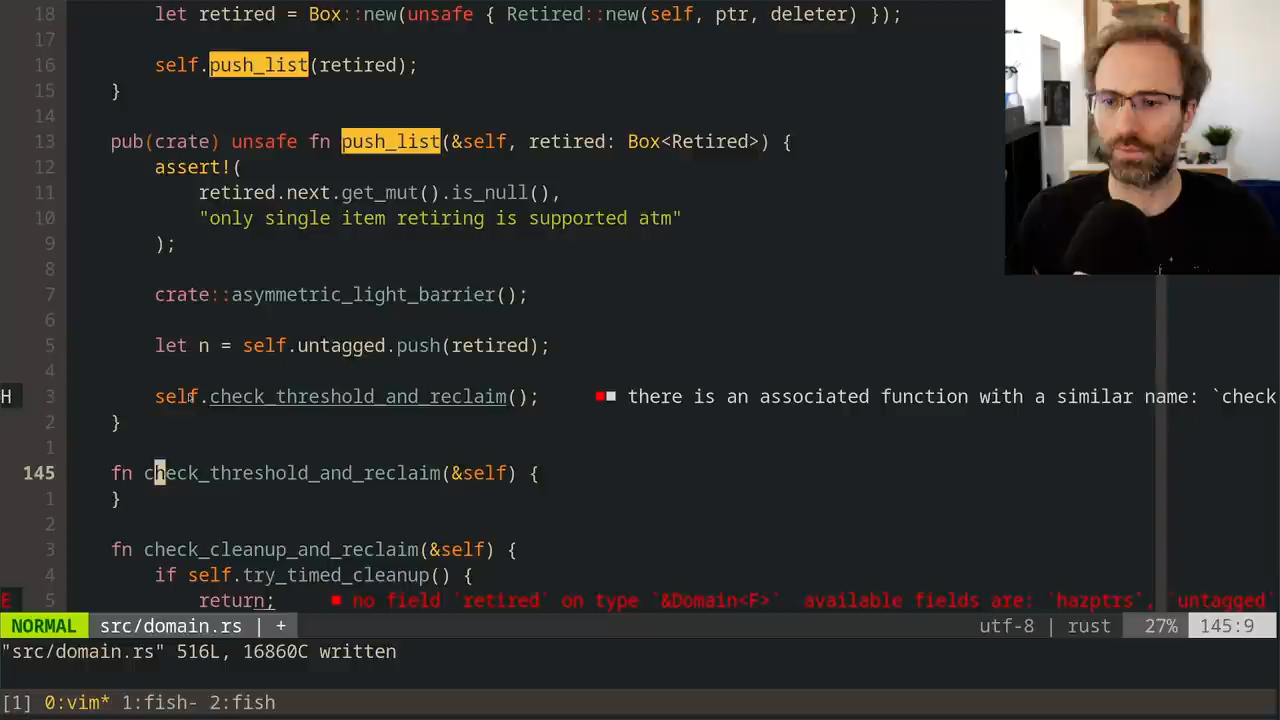 18 let retired = Box::new(unsafe { Retired::new(self, ptr, deleter) });
17
16 self.push_list(retired);
15 }
14
13 pub(crate) unsafe fn push_list(&self, retired: Box<Retired>) {
12 assert!(
11 retired.next.get_mut().is_null(),
10 "only single item retiring is supported atm"
9 );
8
7 crate::asymmetric_light_barrier();
6
5 let n = self.untagged.push(retired);
4
H 3 self.check_threshold_and_reclaim(); there is an associated function with a similar name: `check
2 }
1
145 fn check_threshold_and_reclaim(&self) {
1 }
2
3 fn check_cleanup_and_reclaim(&self) {
4 if self.try_timed_cleanup() {
E 5 return; no field `retired` on type `&Domain<F>` available fields are: `hazptrs`, `untagged`
NORMAL src/domain.rs | + utf-8 | rust 27% 145:9
"src/domain.rs" 516L, 16860C written
[1] 0:vim* 1:fish- 2:fish